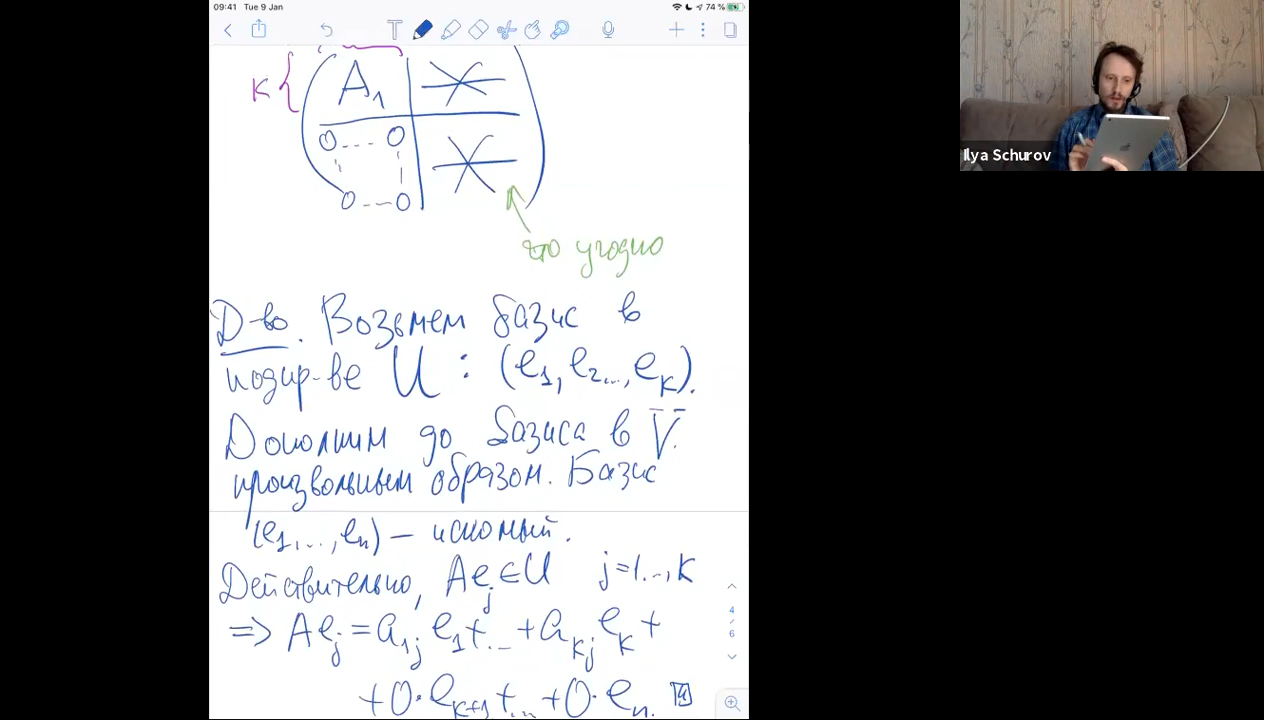 09:41 Tue 9 Jan
74 %
T
K { A₁
0 --- 0
0 -- 0
что угодно
Д-во. Возьмем базис в
подпр-ве U : (e₁, e₂..., eₖ).
Дополним до базиса в V.
произвольным образом. Базис
(e₁,..., eₙ) — искомый.
Действительно, Aeⱼ ∈ U j=1..., k
=> Aeⱼ = a₁ⱼ e₁ + ... + aₖⱼ eₖ +
+ 0·eₖ₊₁ + ... + 0·eₙ.
4
6
Ilya Schurov